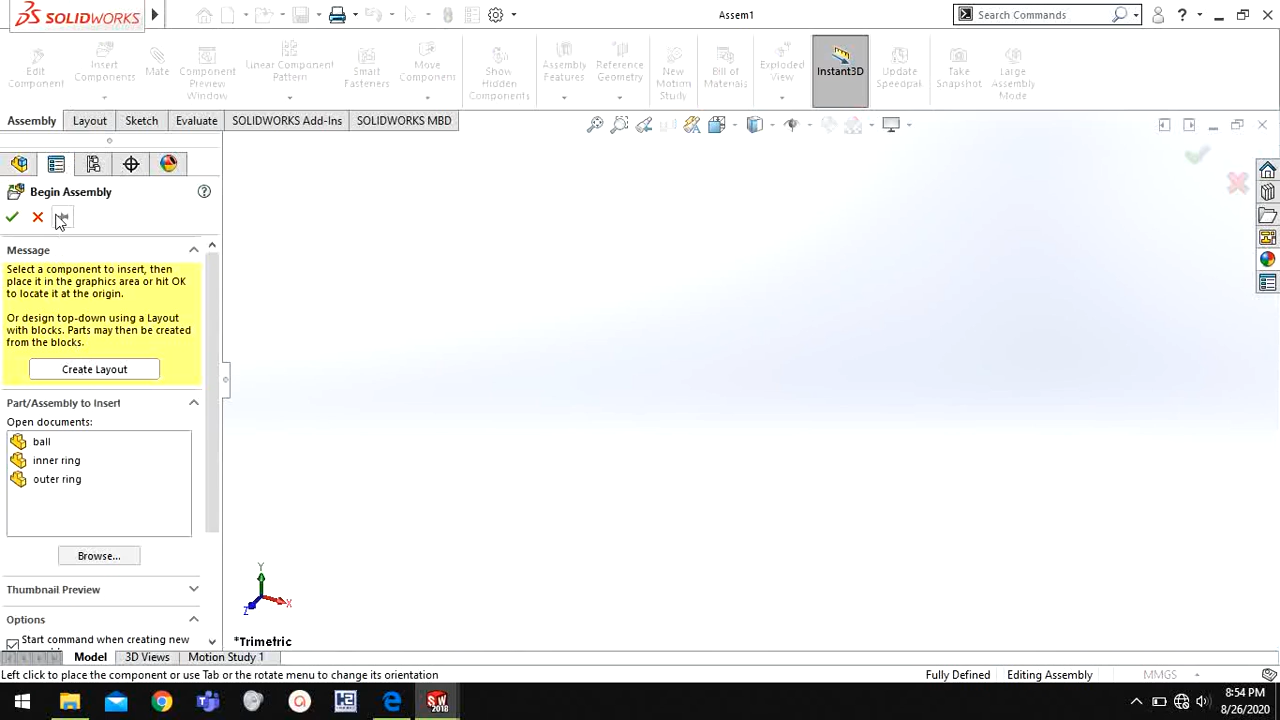 SOLIDWORKS
Assem1
Search Commands
?
Edit Component
Insert Components
Mate
Component Preview Window
Linear Component Pattern
Smart Fasteners
Move Component
Show Hidden Components
Assembly Features
Reference Geometry
New Motion Study
Bill of Materials
Exploded View
Instant3D
Update Speedpak
Take Snapshot
Large Assembly Mode
Assembly
Layout
Sketch
Evaluate
SOLIDWORKS Add-Ins
SOLIDWORKS MBD
Begin Assembly
?
Message
Select a component to insert, then
place it in the graphics area or hit OK
to locate it at the origin.
Or design top-down using a Layout
with blocks. Parts may then be created
from the blocks.
Create Layout
Part/Assembly to Insert
Open documents:
ball
inner ring
outer ring
Browse...
Thumbnail Preview
Options
Start command when creating new
Y
X
Z
*Trimetric
Model
3D Views
Motion Study 1
Left click to place the component or use Tab or the rotate menu to change its orientation
Fully Defined
Editing Assembly
MMGS
SW
2018
8:54 PM
8/26/2020